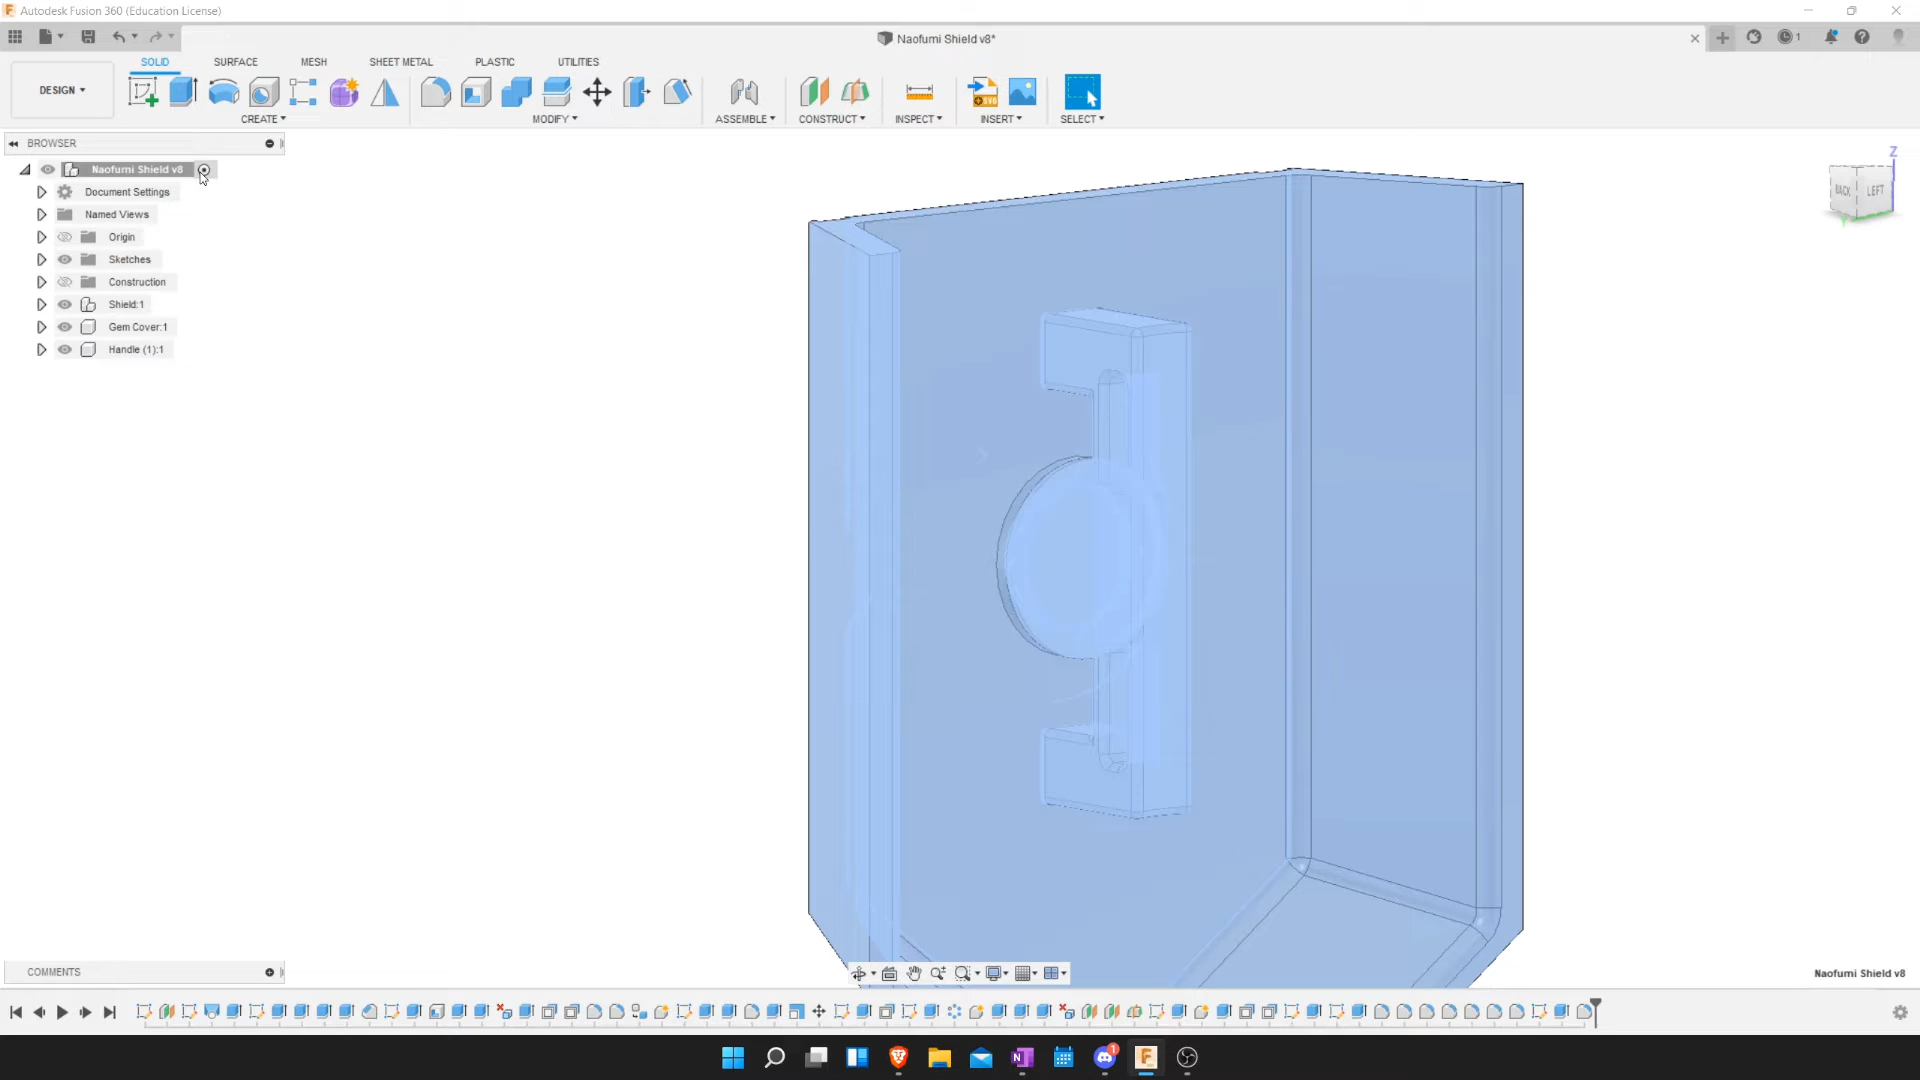 Autodesk Fusion 360 (Education License)
Naofumi Shield v8*
1
DESIGN
SOLID
SURFACE
MESH
SHEET METAL
PLASTIC
UTILITIES
CREATE
MODIFY
ASSEMBLE
CONSTRUCT
INSPECT
INSERT
SELECT
BROWSER
Naofumi Shield v8
Document Settings
Named Views
Origin
Sketches
Construction
Shield:1
Gem Cover:1
Handle (1):1
Z
BACK
LEFT
Y
COMMENTS
Naofumi Shield v8
1